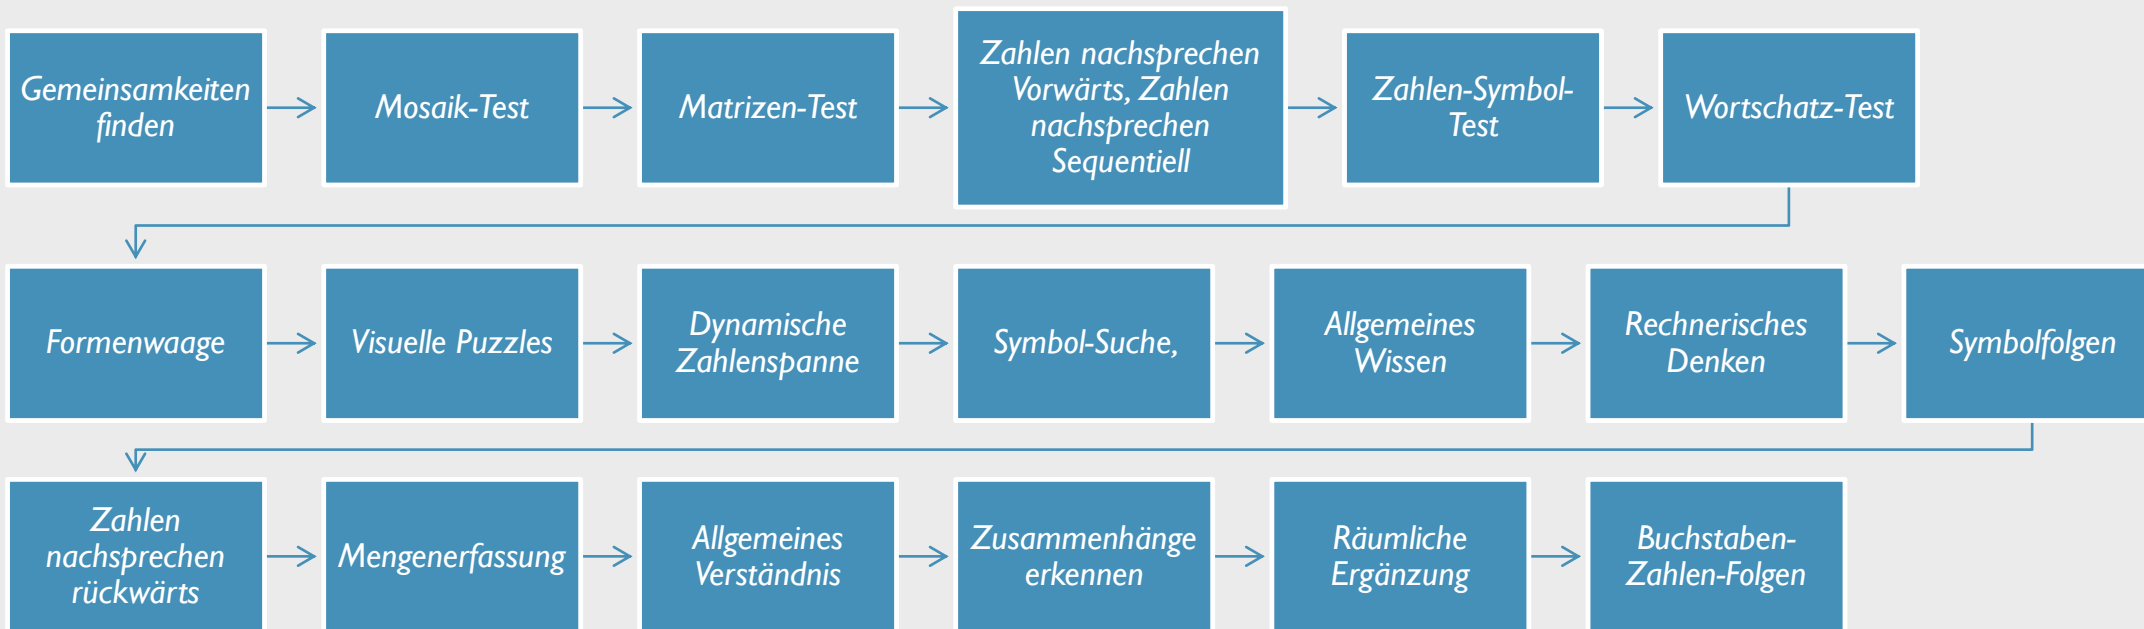 Gemeinsamkeiten
finden
Mosaik-Test
Matrizen-Test
Zahlen nachsprechen
Vorwärts, Zahlen
nachsprechen
Sequentiell
Zahlen-Symbol-
Test
Wortschatz-Test
Formenwaage
Visuelle Puzzles
Dynamische
Zahlenspanne
Symbol-Suche,
Allgemeines
Wissen
Rechnerisches
Denken
Symbolfolgen
Zahlen
nachsprechen
rückwärts
Mengenerfassung
Allgemeines
Verständnis
Zusammenhänge
erkennen
Räumliche
Ergänzung
Buchstaben-
Zahlen-Folgen